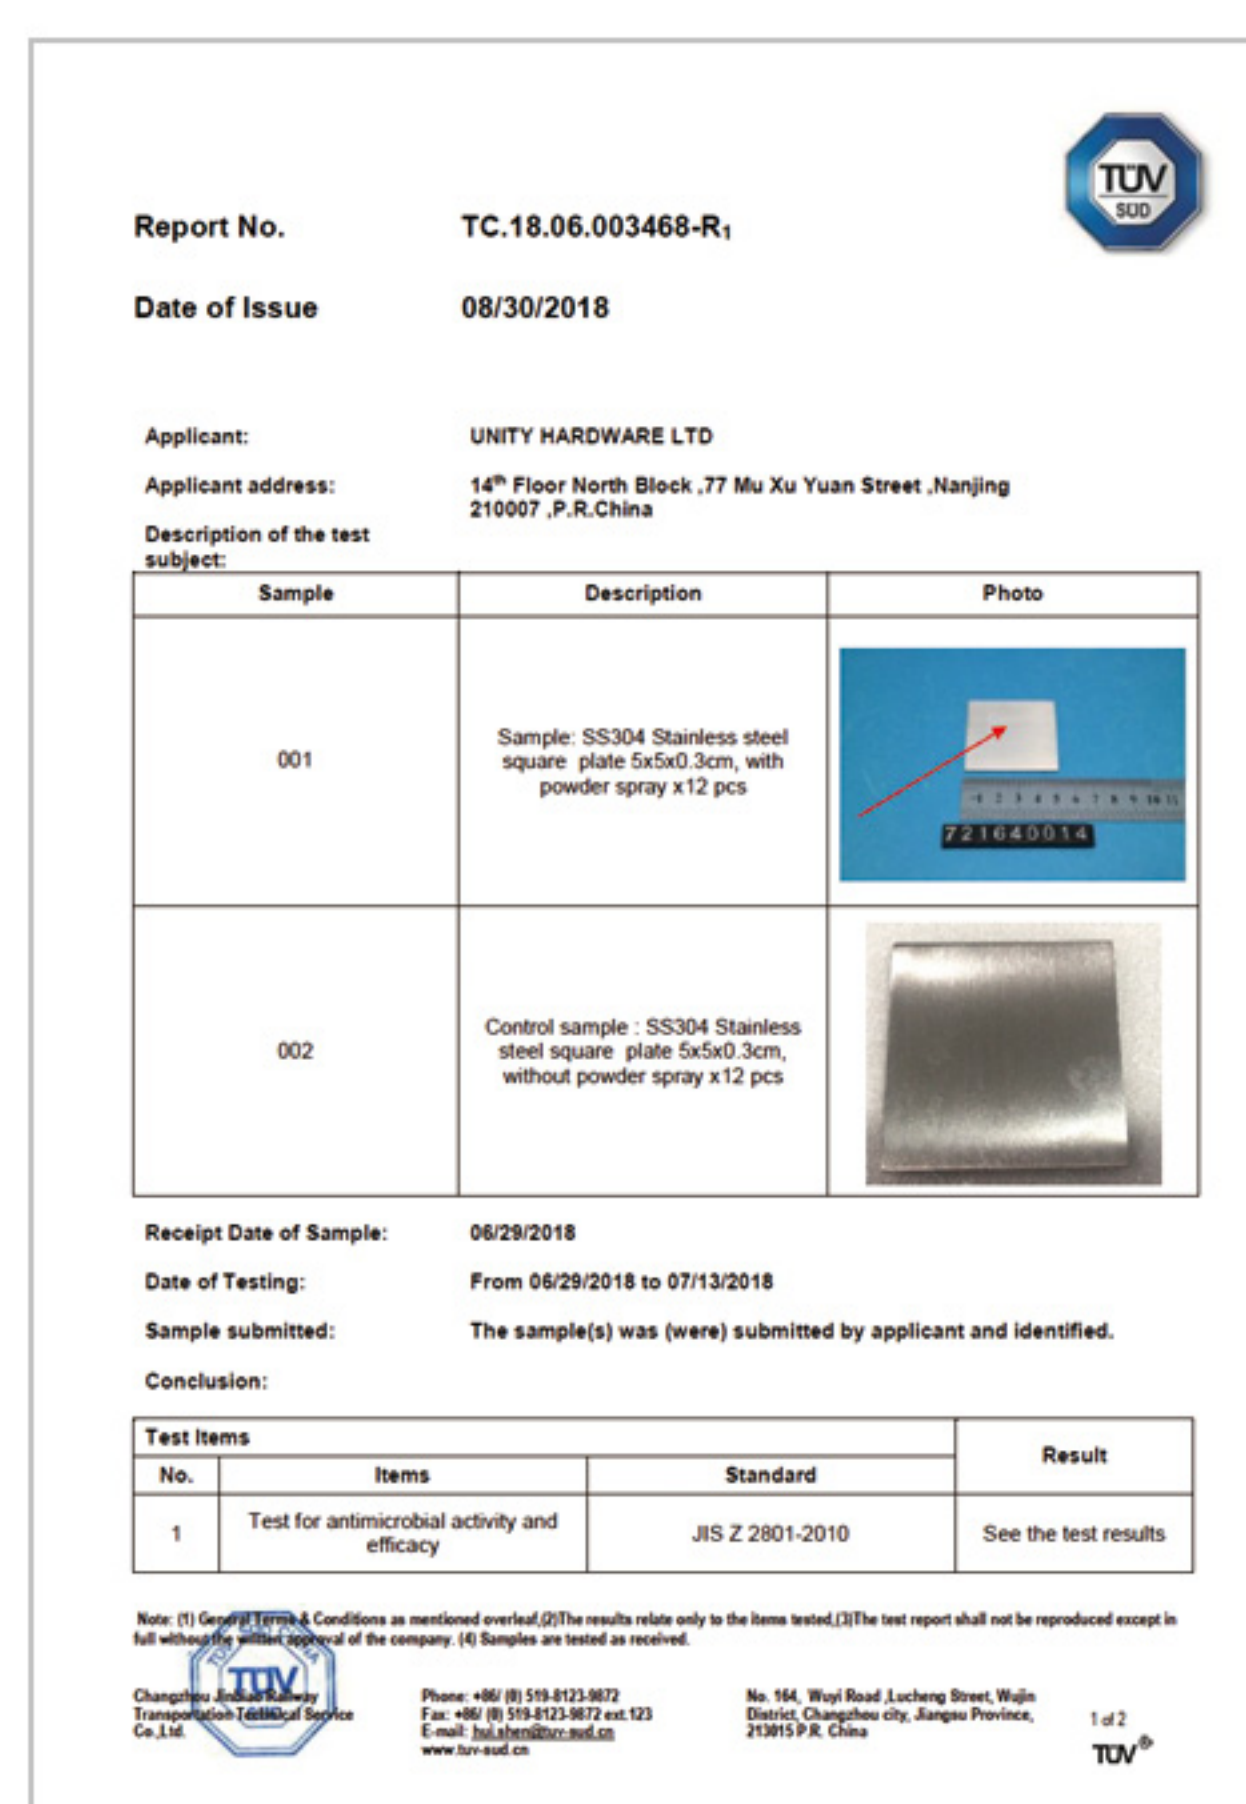 TÜV
SÜD
Report No. TC.18.06.003468-R₁
Date of Issue 08/30/2018
Applicant: UNITY HARDWARE LTD
Applicant address: 14th Floor North Block ,77 Mu Xu Yuan Street ,Nanjing
210007 ,P.R.China
Description of the test
subject:
Sample Description Photo
001
Sample: SS304 Stainless steel
square plate 5x5x0.3cm, with
powder spray x12 pcs
721640014
002
Control sample : SS304 Stainless
steel square plate 5x5x0.3cm,
without powder spray x12 pcs
Receipt Date of Sample: 06/29/2018
Date of Testing: From 06/29/2018 to 07/13/2018
Sample submitted: The sample(s) was (were) submitted by applicant and identified.
Conclusion:
Test Items Result
No. Items Standard
1 Test for antimicrobial activity and
efficacy
JIS Z 2801-2010 See the test results
Note: (1) General Terms & Conditions as mentioned overleaf,(2)The results relate only to the items tested,(3)The test report shall not be reproduced except in
full without the written approval of the company. (4) Samples are tested as received.
TÜV
SÜD
Changzhou Jinbiao Railway
Transportation Technical Service
Co.,Ltd.
Phone: +86/ (0) 519-8123-9872
Fax: +86/ (0) 519-8123-9872 ext.123
E-mail: hui.shen@tuv-sud.cn
www.tuv-sud.cn
No. 164, Wuyi Road ,Lucheng Street, Wujin
District, Changzhou city, Jiangsu Province,
213015 P.R. China
1 of 2
TÜV®